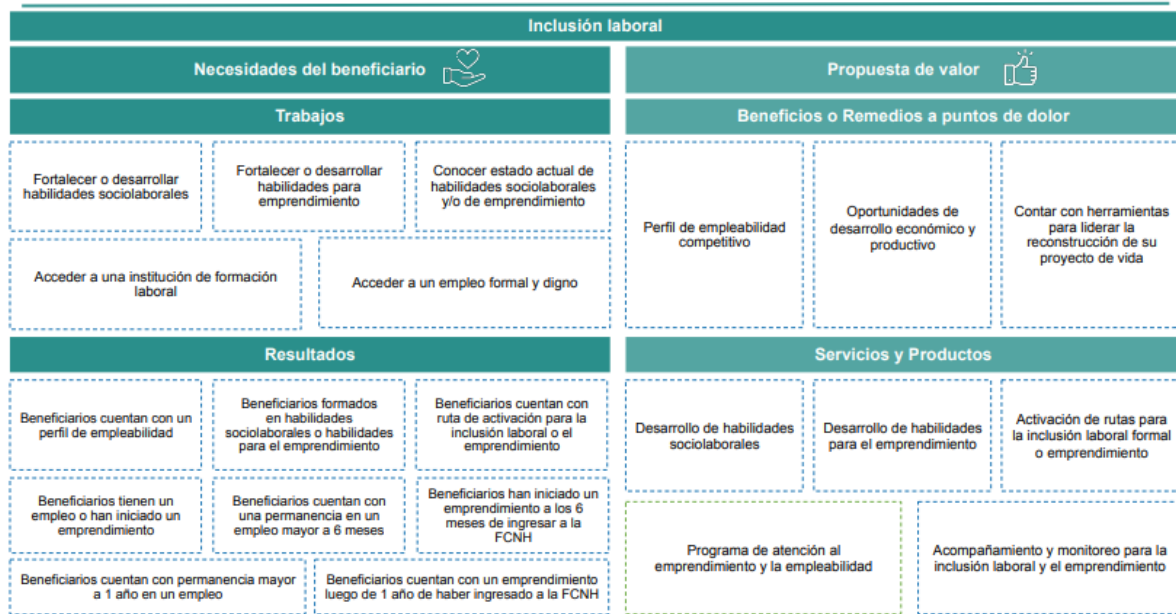 Inclusión laboral
Necesidades del beneficiario
Propuesta de valor
Trabajos
Beneficios o Remedios a puntos de dolor
Fortalecer o desarrollar
habilidades sociolaborales
Fortalecer o desarrollar
habilidades para
emprendimiento
Conocer estado actual de
habilidades sociolaborales
y/o de emprendimiento
Acceder a una institución de formación
laboral
Acceder a un empleo formal y digno
Perfil de empleabilidad
competitivo
Oportunidades de
desarrollo económico y
productivo
Contar con herramientas
para liderar la
reconstrucción de su
proyecto de vida
Resultados
Servicios y Productos
Beneficiarios cuentan con un
perfil de empleabilidad
Beneficiarios formados
en habilidades
sociolaborales o habilidades
para el emprendimiento
Beneficiarios cuentan con
ruta de activación para la
inclusión laboral o el
emprendimiento
Beneficiarios tienen un
empleo o han iniciado un
emprendimiento
Beneficiarios cuentan con
una permanencia en un
empleo mayor a 6 meses
Beneficiarios han iniciado un
emprendimiento a los 6
meses de ingresar a la
FCNH
Beneficiarios cuentan con permanencia mayor
a 1 año en un empleo
Beneficiarios cuentan con un emprendimiento
luego de 1 año de haber ingresado a la FCNH
Desarrollo de habilidades
sociolaborales
Desarrollo de habilidades
para el emprendimiento
Activación de rutas para
la inclusión laboral formal
o emprendimiento
Programa de atención al
emprendimiento y la empleabilidad
Acompañamiento y monitoreo para la
inclusión laboral y el emprendimiento